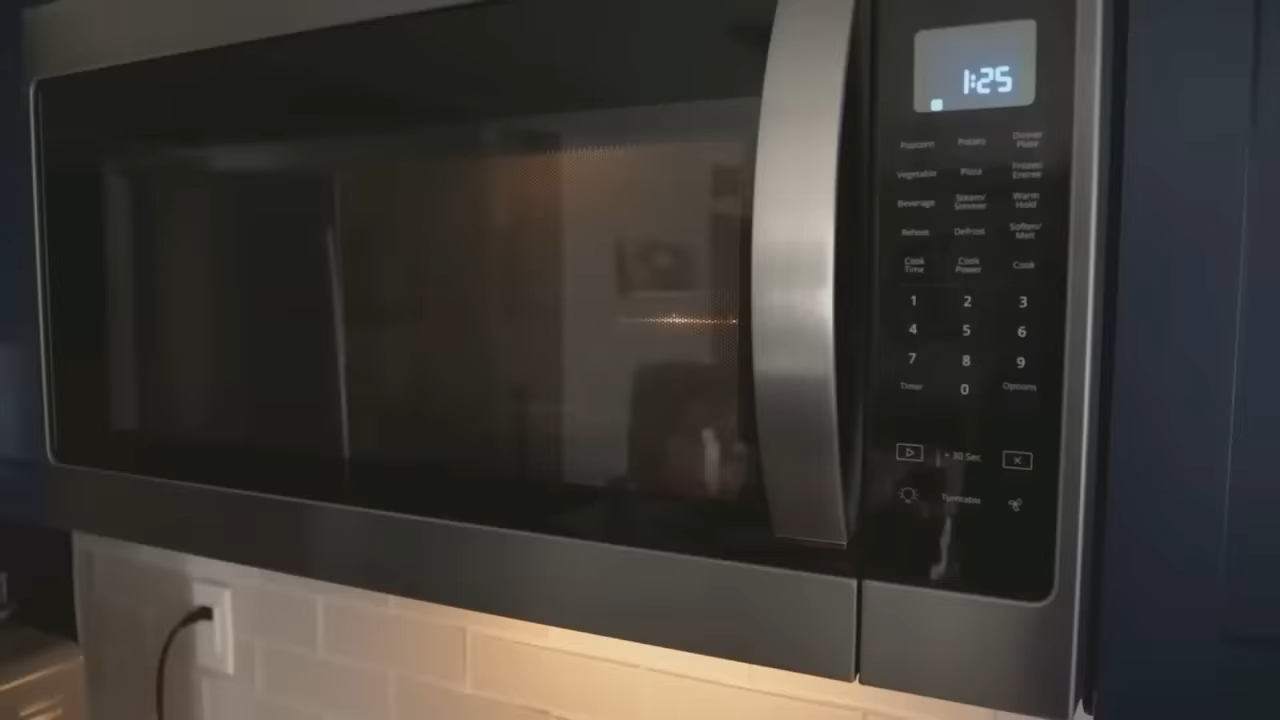 1:25
Popcorn Potato Dinner Plate
Vegetable Pizza Frozen Entree
Beverage Steam/ Simmer Warm Hold
Reheat Defrost Soften/ Melt
Cook Time Cook Power Cook
1 2 3
4 5 6
7 8 9
Timer 0 Options
+ 30 Sec
Turntable